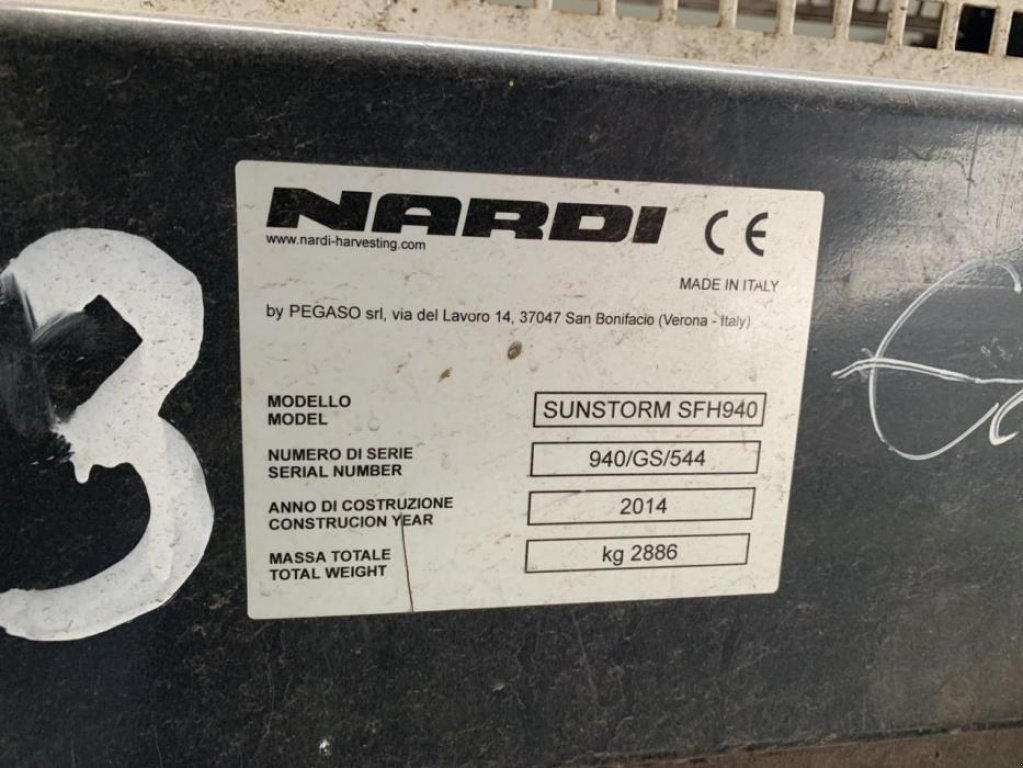 3
NARDI CE
www.nardi-harvesting.com
MADE IN ITALY
by PEGASO srl, via del Lavoro 14, 37047 San Bonifacio (Verona - Italy)
MODELLO
MODEL
SUNSTORM SFH940
NUMERO DI SERIE
SERIAL NUMBER
940/GS/544
ANNO DI COSTRUZIONE
CONSTRUCION YEAR
2014
MASSA TOTALE
TOTAL WEIGHT
kg 2886